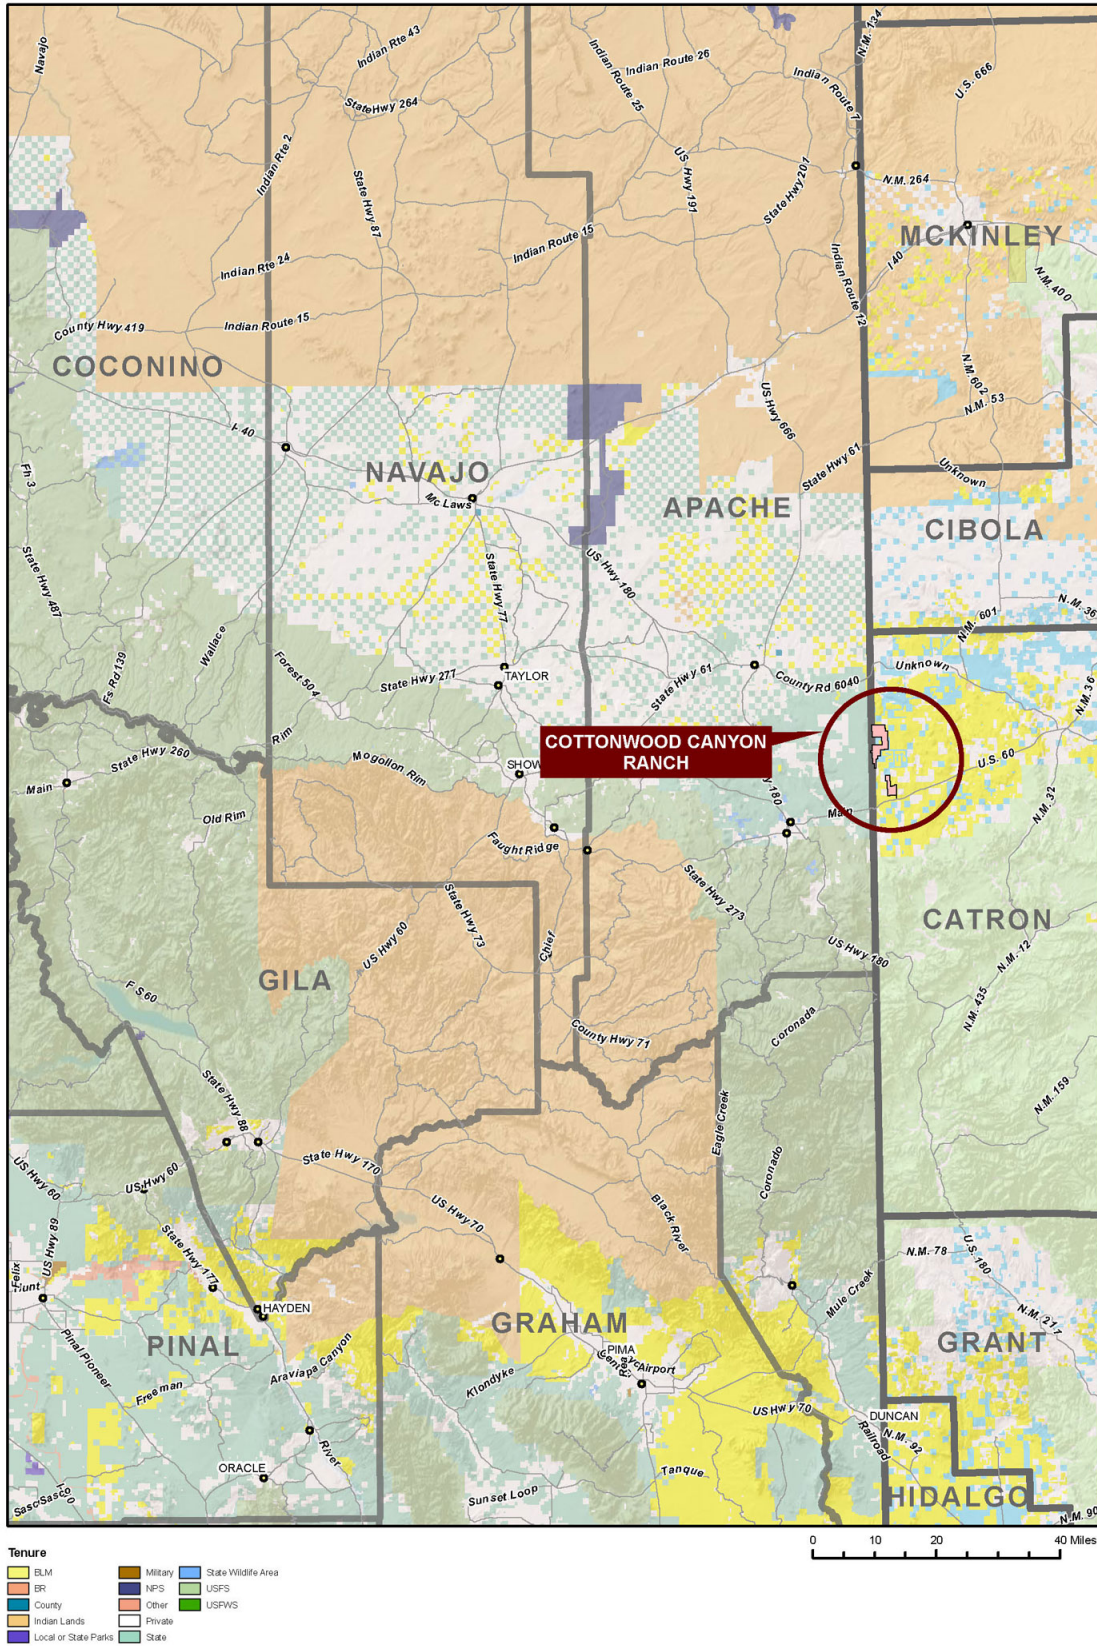 Navajo
Indian Rte 43
Indian Route 25
Indian Route 26
N.M. 134
Indian Route 7
U.S. 666
State Hwy 264
Indian Rte 2
State Hwy 87
US Hwy 191
State Hwy 201
N.M. 264
MCKINLEY
Indian Route 15
Indian Rte 24
Indian Route 12
I 40
N.M. 400
County Hwy 419
Indian Route 15
COCONINO
N.M. 602
N.M. 53
US Hwy 666
I- 40
State Hwy 61
Unknown
Fh 3
NAVAJO
Mc Laws
APACHE
CIBOLA
State Hwy 487
State Hwy 77
US Hwy 180
N.M. 601
N.M. 36
Wallace
Fs Rd 139
Forest 504
State Hwy 277
TAYLOR
State Hwy 61
County Rd 6040
Unknown
N.M. 36
Rim
State Hwy 260
Main
Mogollon Rim
SHOW
COTTONWOOD CANYON
RANCH
U.S. 60
Old Rim
Faught Ridge
Main
N.M. 32
State Hwy 73
State Hwy 273
CATRON
US Hwy 60
Chief
US Hwy 180
N.M. 12
GILA
F S 60
N.M. 435
County Hwy 71
Coronada
State Hwy 88
Eagle Creek
N.M. 159
US Hwy 60
US Hwy 60
State Hwy 170
Coronado
US Hwy 70
Black River
US Hwy 89
State Hwy 177
N.M. 78
U.S. 180
Felix
Hunt
HAYDEN
Mule Creek
N.M. 217
PINAL
GRAHAM
GRANT
Pinal Pioneer
Freeman
Araviapa Canyon
Klondyke
PIMA
Airport
US Hwy 70
DUNCAN
Railroad
N.M. 92
River
ORACLE
Tanque
Sunset Loop
HIDALGO
Sasco
N.M. 90
0 10 20 40 Miles
Tenure
BLM
BR
County
Indian Lands
Local or State Parks
Military
NPS
Other
Private
State
State Wildlife Area
USFS
USFWS